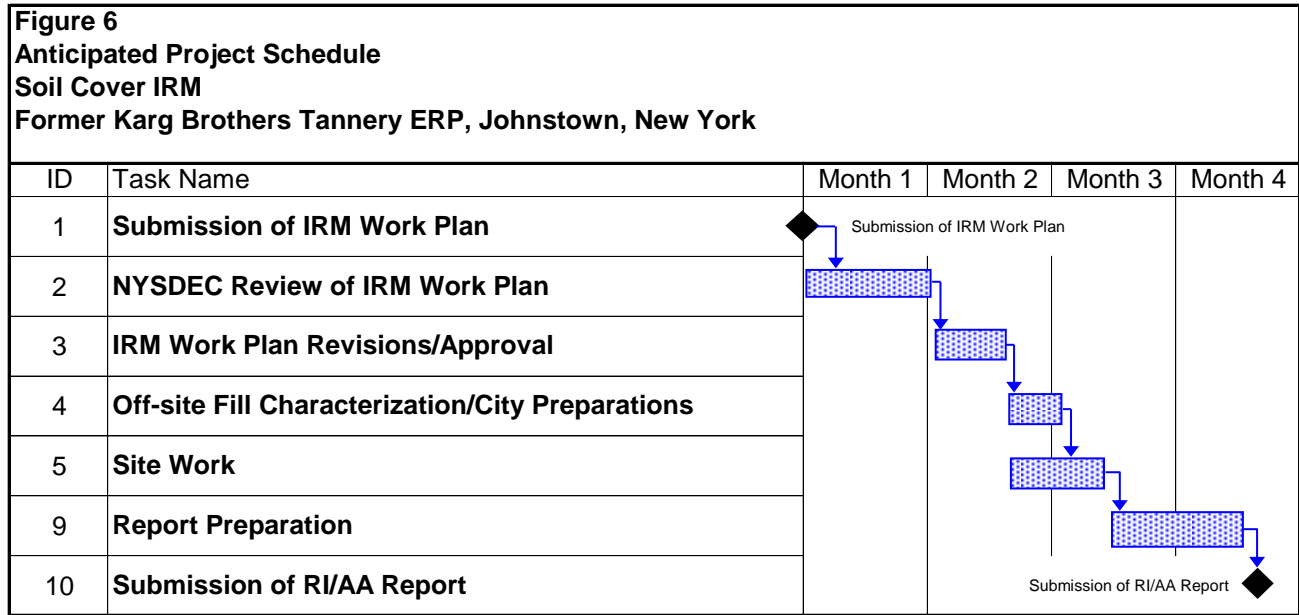 Figure 6
Anticipated Project Schedule
Soil Cover IRM
Former Karg Brothers Tannery ERP, Johnstown, New York
ID Task Name Month 1 Month 2 Month 3 Month 4
1 Submission of IRM Work Plan Submission of IRM Work Plan
2 NYSDEC Review of IRM Work Plan
3 IRM Work Plan Revisions/Approval
4 Off-site Fill Characterization/City Preparations
5 Site Work
9 Report Preparation
10 Submission of RI/AA Report Submission of RI/AA Report